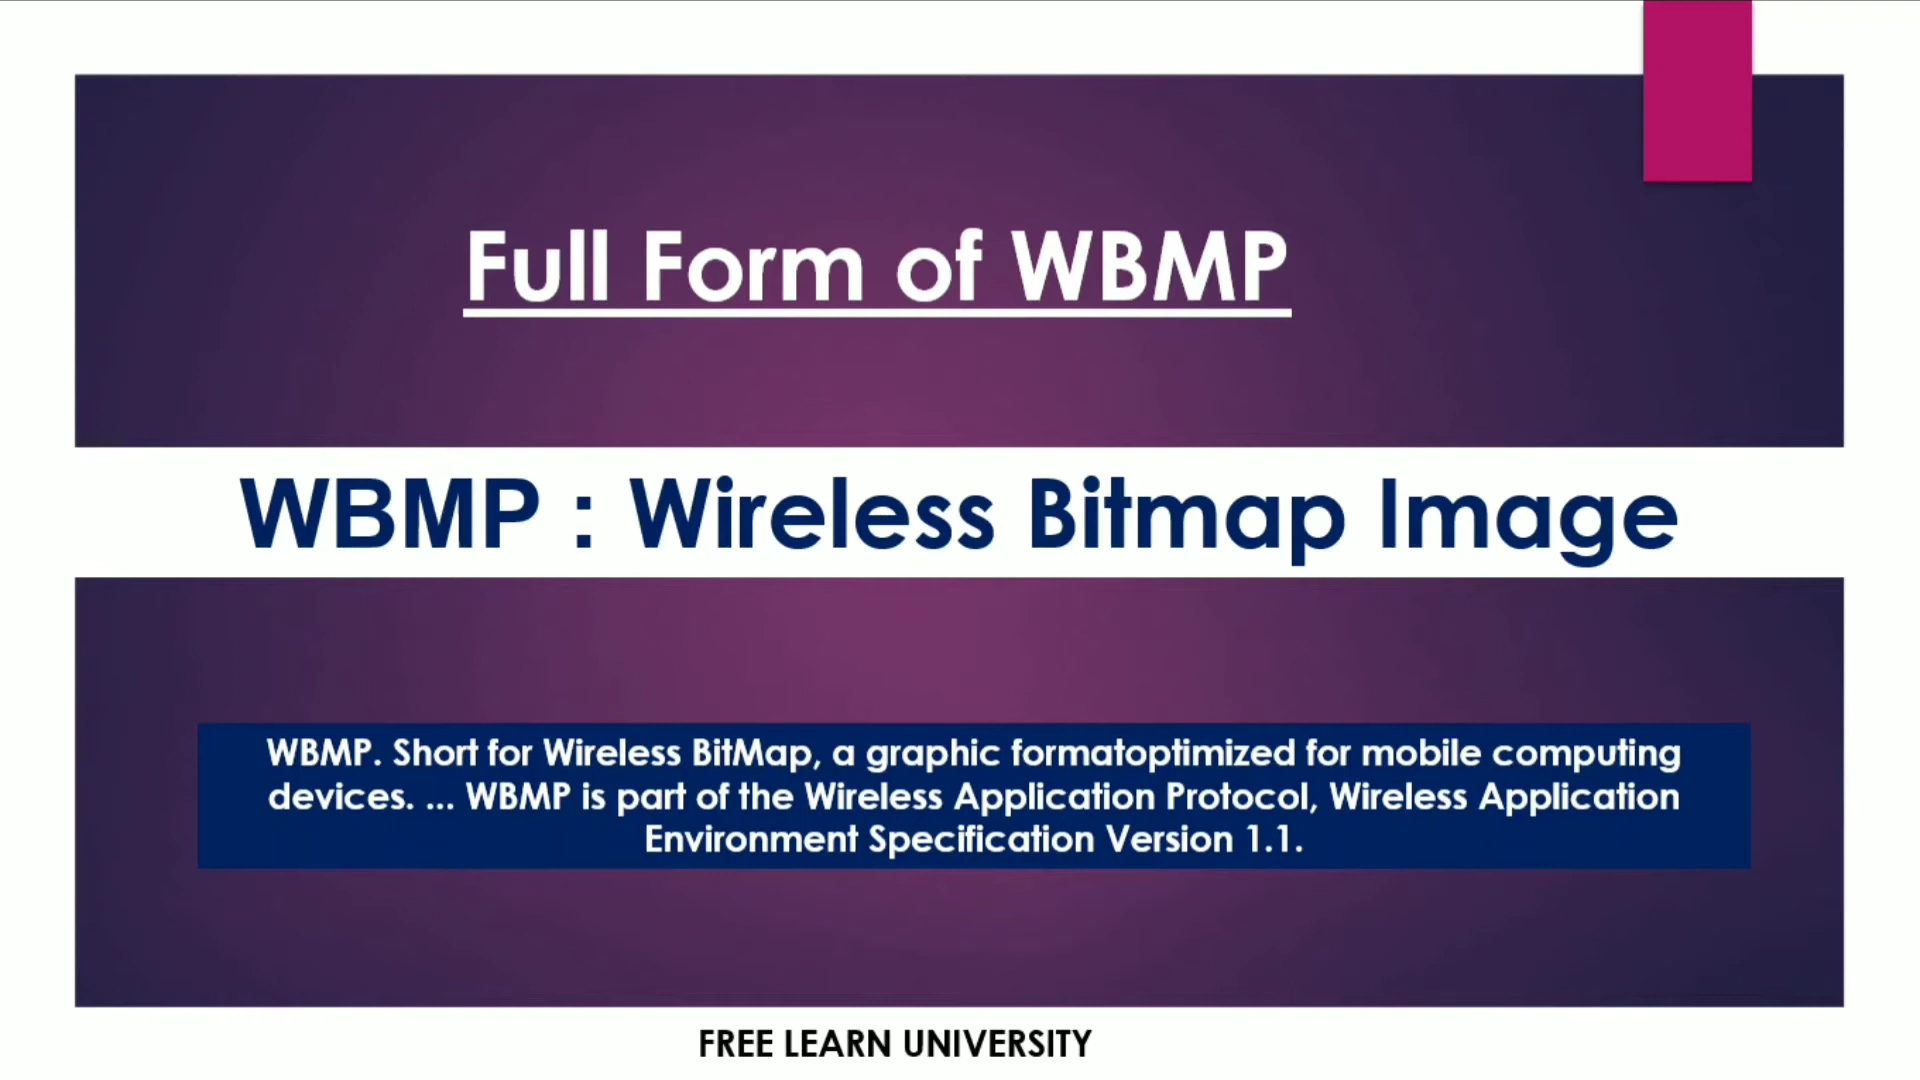 Full Form of WBMP
WBMP : Wireless Bitmap Image
WBMP. Short for Wireless BitMap, a graphic formatoptimized for mobile computing
devices. ... WBMP is part of the Wireless Application Protocol, Wireless Application
Environment Specification Version 1.1.
FREE LEARN UNIVERSITY